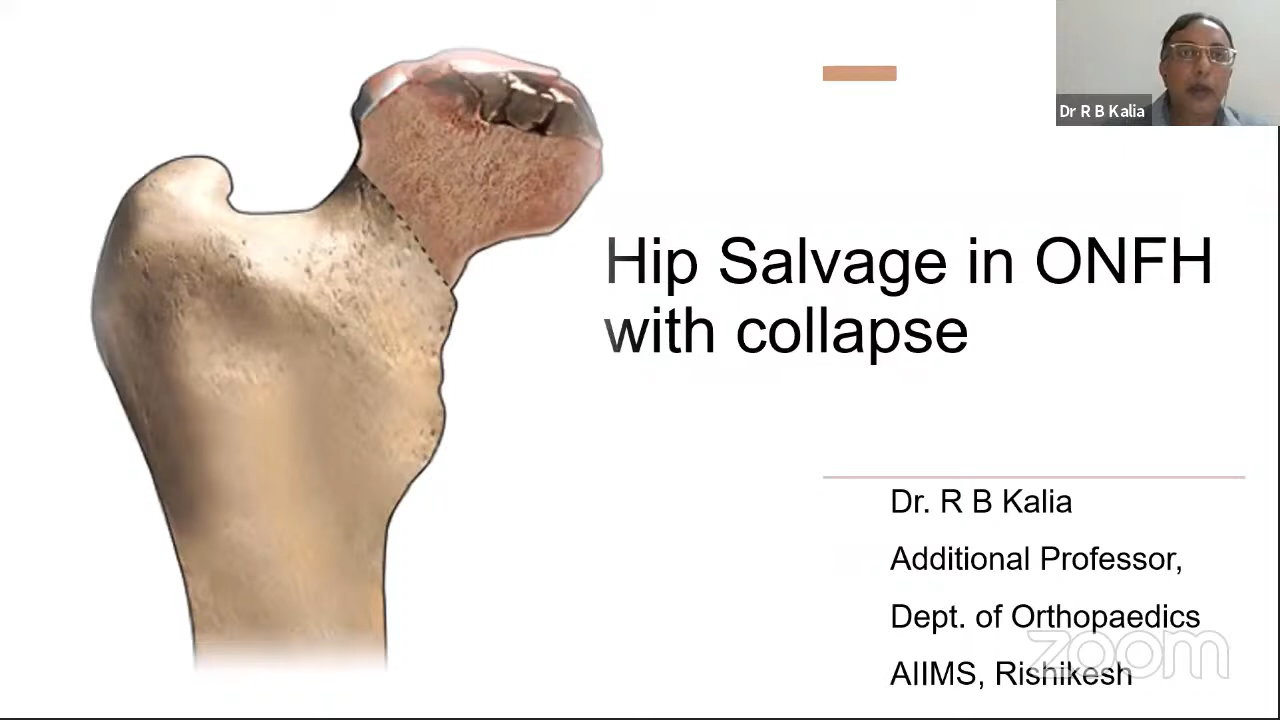 Dr R B Kalia
Hip Salvage in ONFH
with collapse
Dr. R B Kalia
Additional Professor,
Dept. of Orthopaedics
AIIMS, Rishikesh
zoom